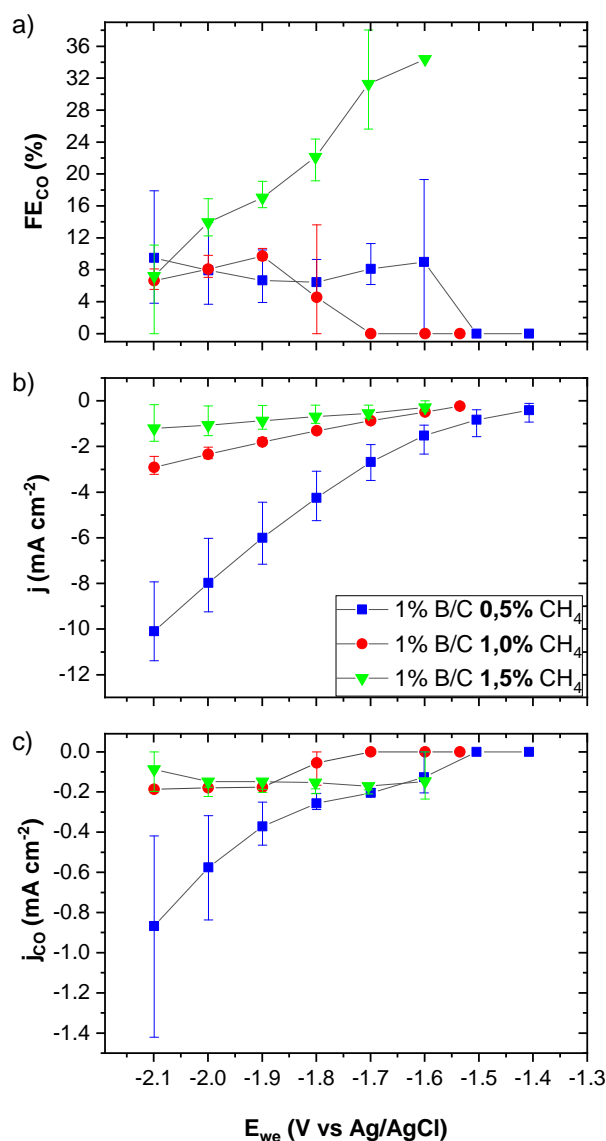 a)
36
32
28
24
20
16
12
8
4
0
FE_CO (%)
b)
0
-2
-4
-6
-8
-10
-12
j (mA cm⁻²)
1% B/C 0,5% CH₄
1% B/C 1,0% CH₄
1% B/C 1,5% CH₄
c)
0.0
-0.2
-0.4
-0.6
-0.8
-1.0
-1.2
-1.4
j_CO (mA cm⁻²)
-2.1 -2.0 -1.9 -1.8 -1.7 -1.6 -1.5 -1.4 -1.3
E_we (V vs Ag/AgCl)